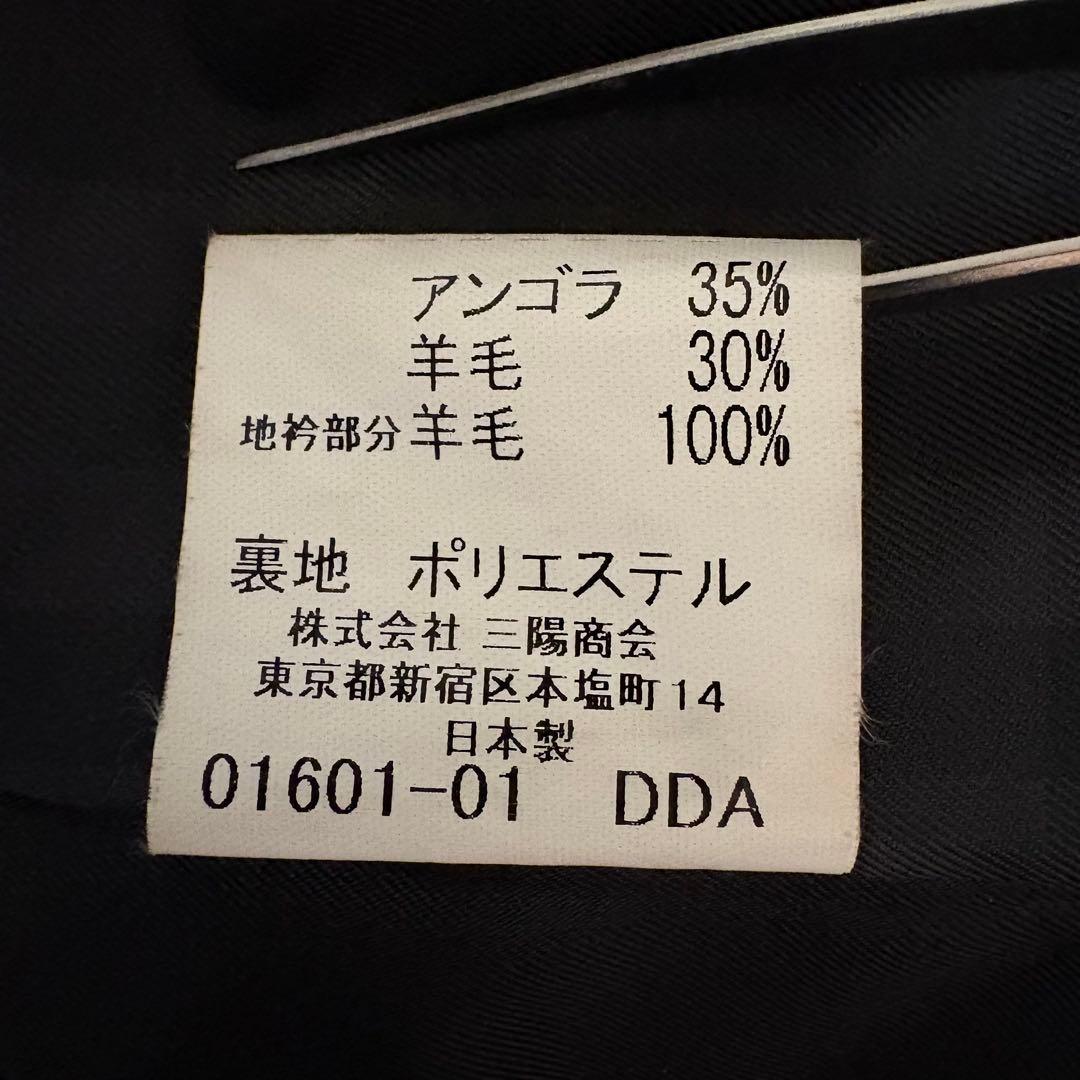 アンゴラ 35%
羊毛 30%
地衿部分 羊毛 100%
裏地 ポリエステル
株式会社 三陽商会
東京都新宿区本塩町14
日本製
01601-01 DDA